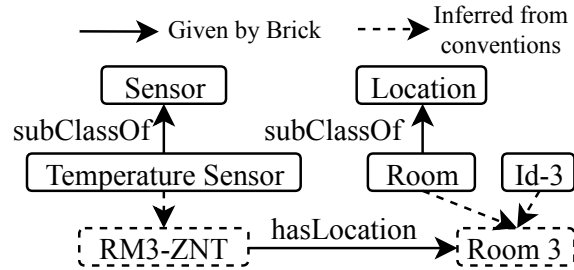 Given by Brick
Inferred from
conventions
Sensor
Location
subClassOf
subClassOf
Temperature Sensor
Room
Id-3
RM3-ZNT
hasLocation
Room 3